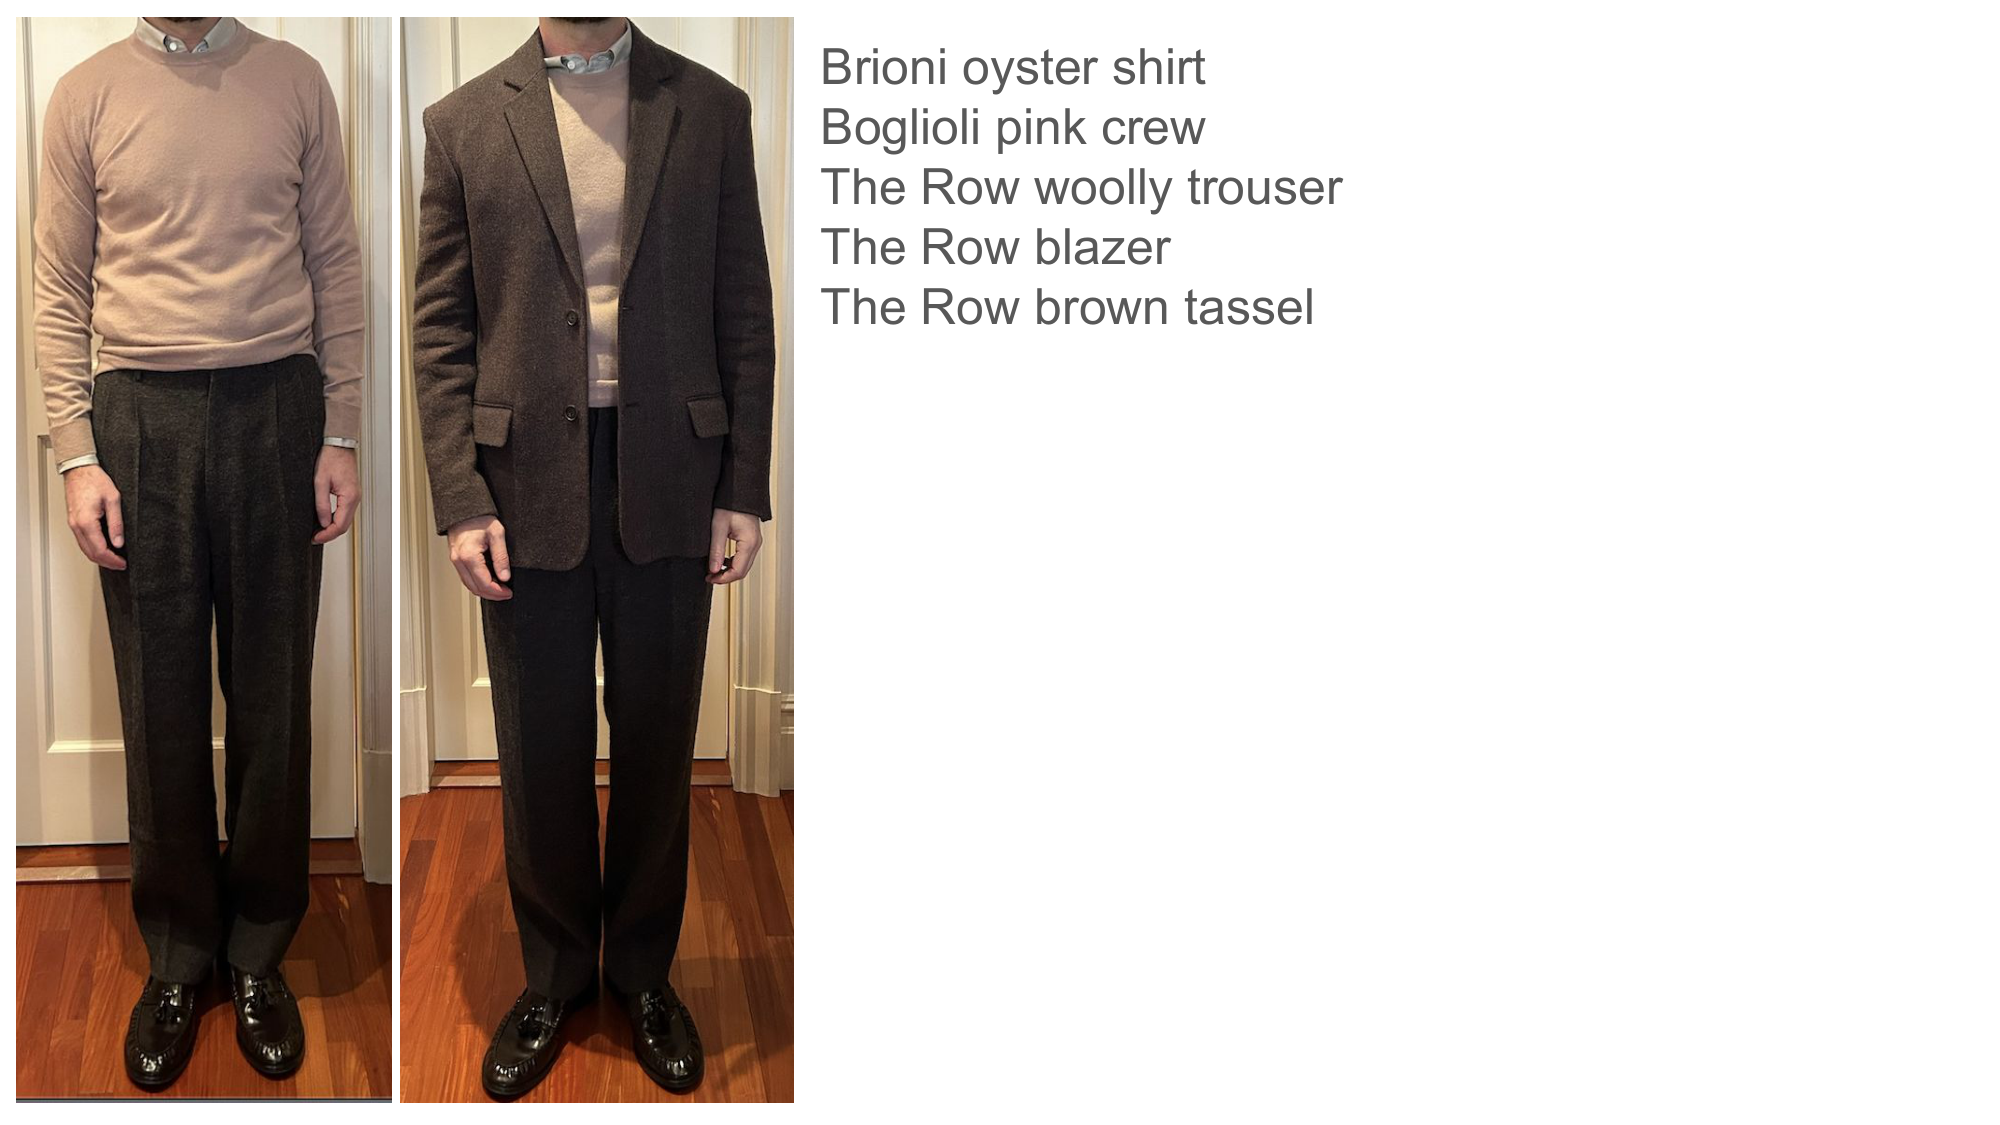 Brioni oyster shirt
Boglioli pink crew
The Row woolly trouser
The Row blazer
The Row brown tassel